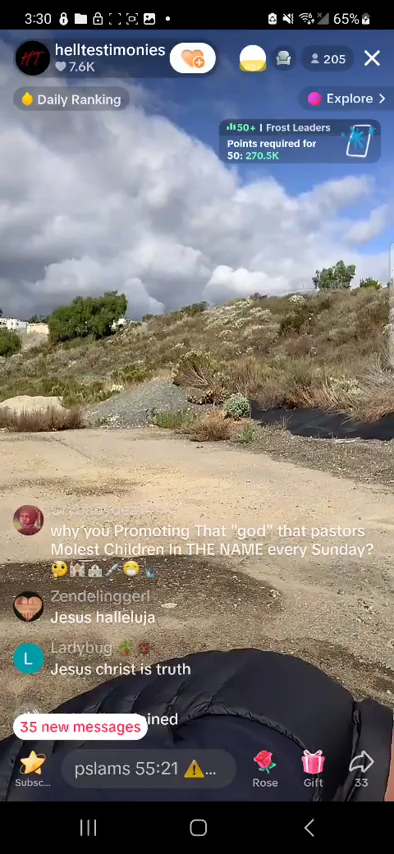 3:30
65%
helltestimonies
7.6K
205
Daily Ranking
Explore >
50+ | Frost Leaders
Points required for
50: 270.5K
why you Promoting That "god" that pastors
Molest Children In THE NAME every Sunday?
Zendelinggerl
Jesus halleluja
Ladybug
Jesus christ is truth
35 new messages
ined
pslams 55:21 ⚠️...
Subsc...
Rose
Gift
33